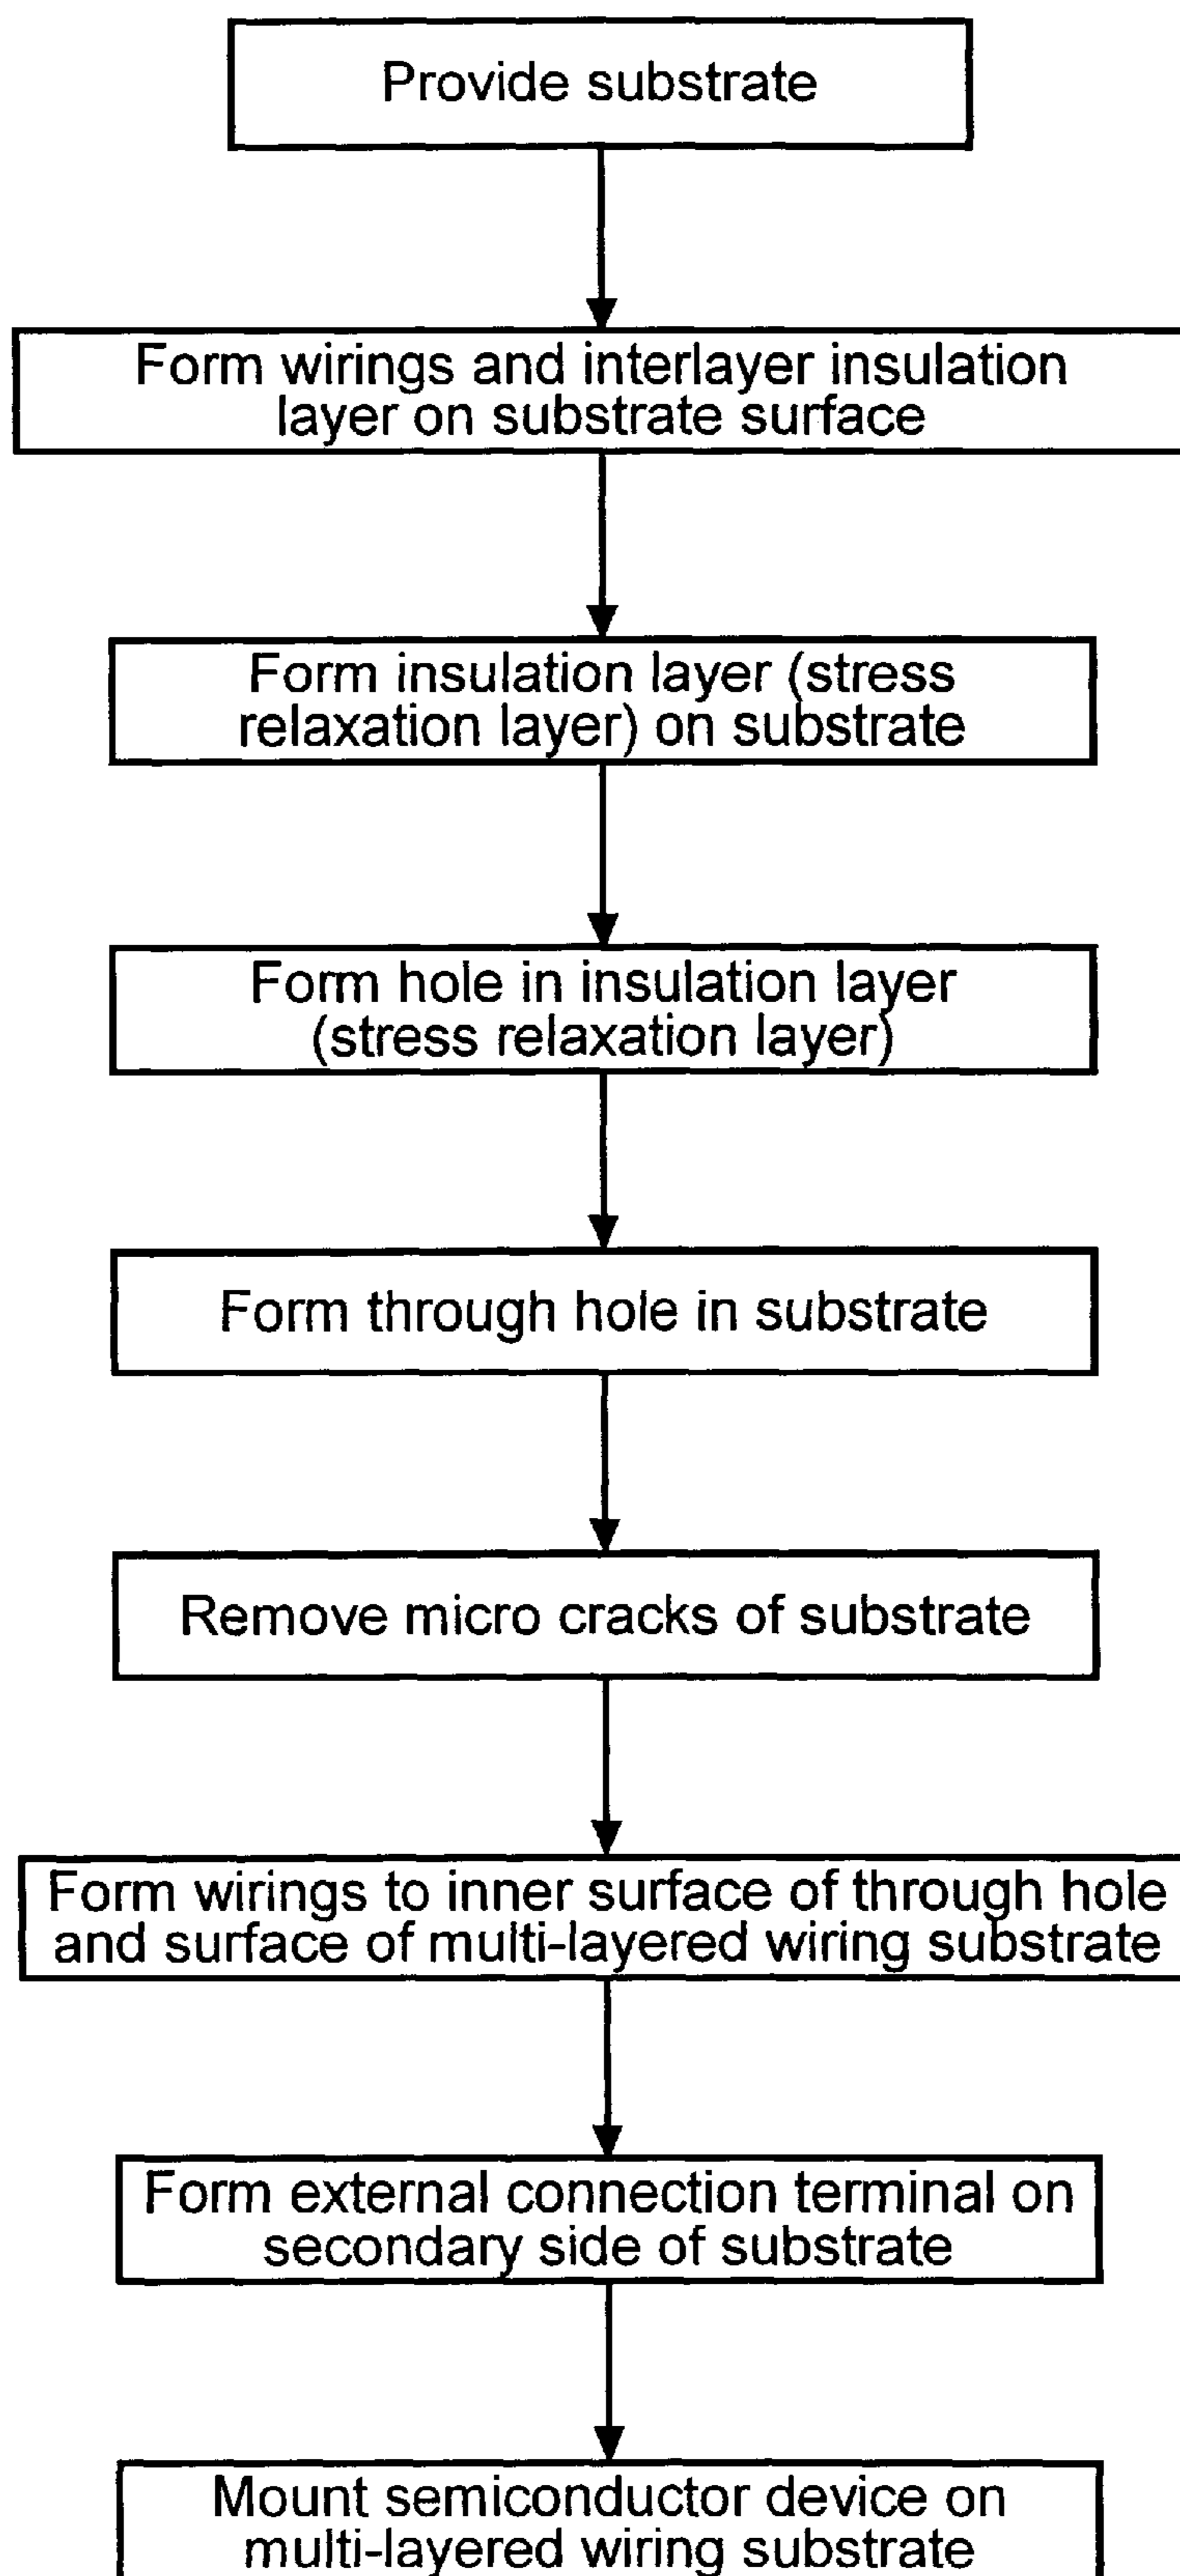 Provide substrate
Form wirings and interlayer insulation
layer on substrate surface
Form insulation layer (stress
relaxation layer) on substrate
Form hole in insulation layer
(stress relaxation layer)
Form through hole in substrate
Remove micro cracks of substrate
Form wirings to inner surface of through hole
and surface of multi-layered wiring substrate
Form external connection terminal on
secondary side of substrate
Mount semiconductor device on
multi-layered wiring substrate